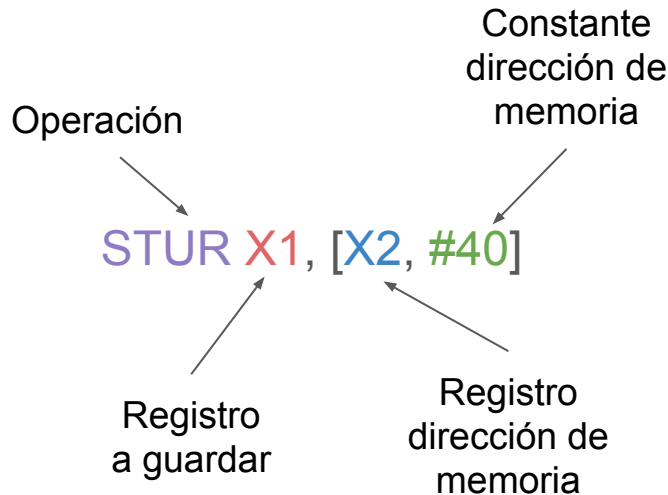 Constante
dirección de
memoria
Operación
STUR X1, [X2, #40]
Registro
a guardar
Registro
dirección de
memoria